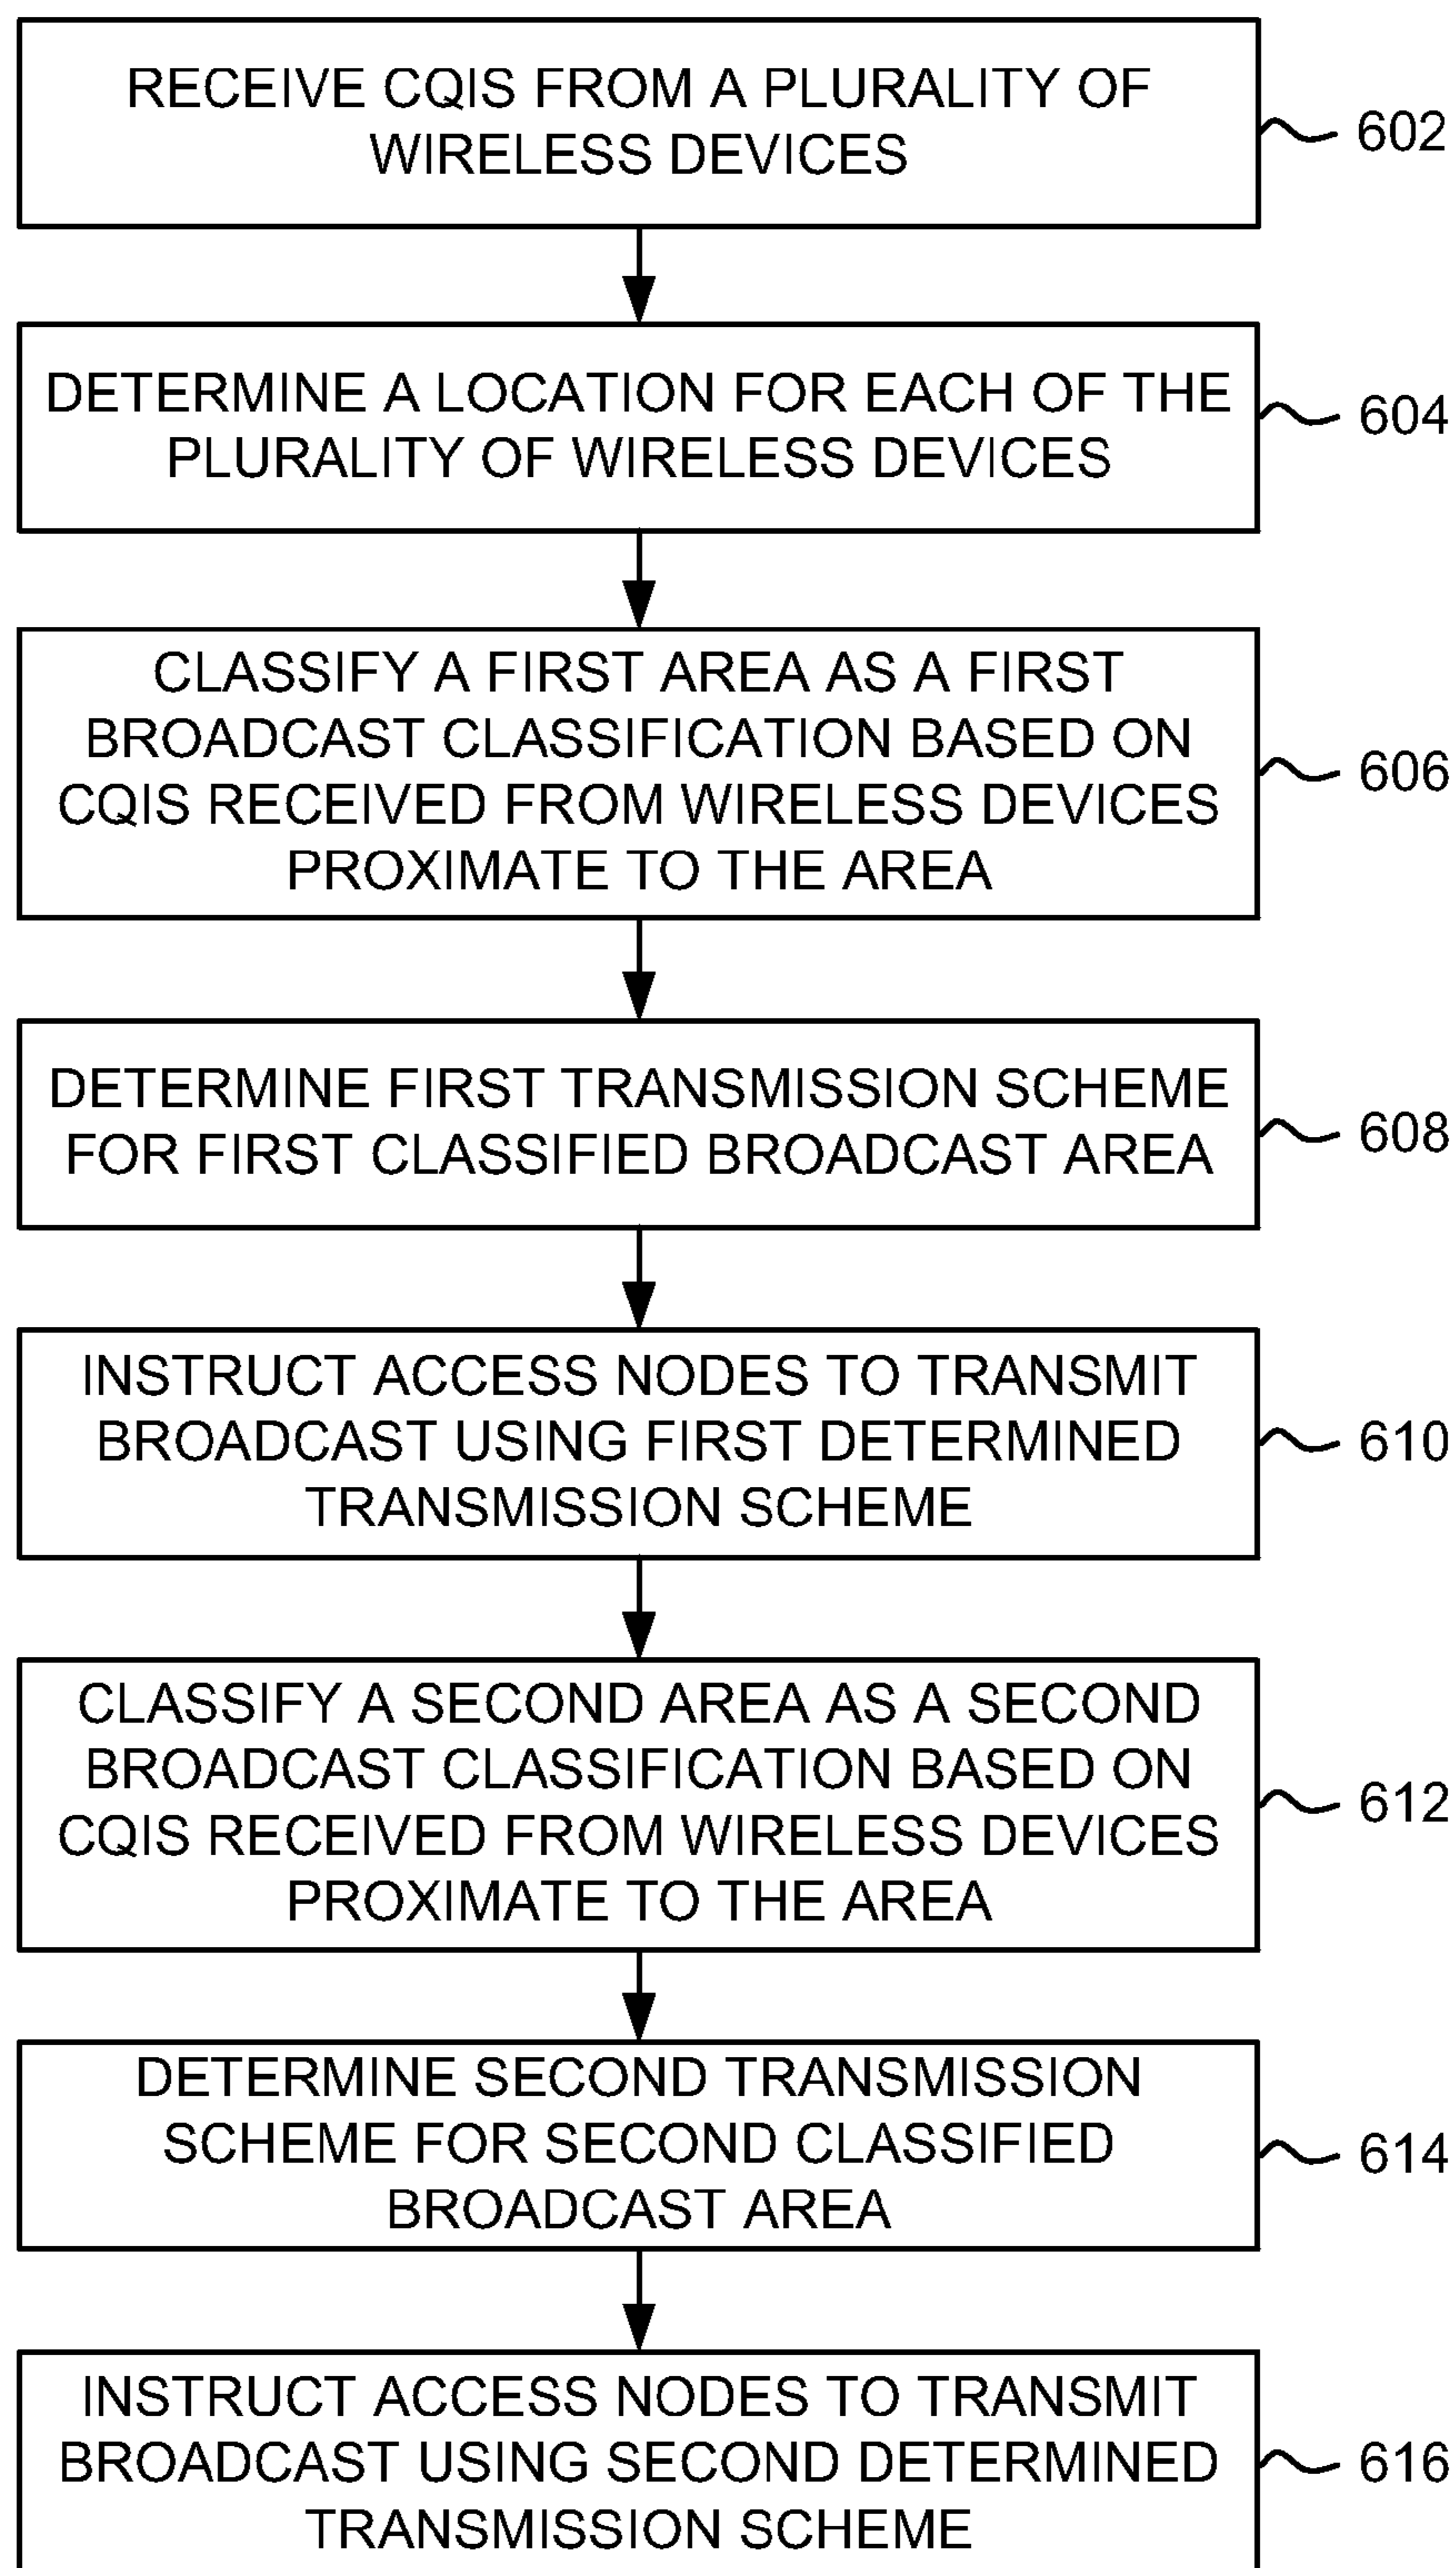 RECEIVE CQIS FROM A PLURALITY OF
WIRELESS DEVICES
602
DETERMINE A LOCATION FOR EACH OF THE
PLURALITY OF WIRELESS DEVICES
604
CLASSIFY A FIRST AREA AS A FIRST
BROADCAST CLASSIFICATION BASED ON
CQIS RECEIVED FROM WIRELESS DEVICES
PROXIMATE TO THE AREA
606
DETERMINE FIRST TRANSMISSION SCHEME
FOR FIRST CLASSIFIED BROADCAST AREA
608
INSTRUCT ACCESS NODES TO TRANSMIT
BROADCAST USING FIRST DETERMINED
TRANSMISSION SCHEME
610
CLASSIFY A SECOND AREA AS A SECOND
BROADCAST CLASSIFICATION BASED ON
CQIS RECEIVED FROM WIRELESS DEVICES
PROXIMATE TO THE AREA
612
DETERMINE SECOND TRANSMISSION
SCHEME FOR SECOND CLASSIFIED
BROADCAST AREA
614
INSTRUCT ACCESS NODES TO TRANSMIT
BROADCAST USING SECOND DETERMINED
TRANSMISSION SCHEME
616